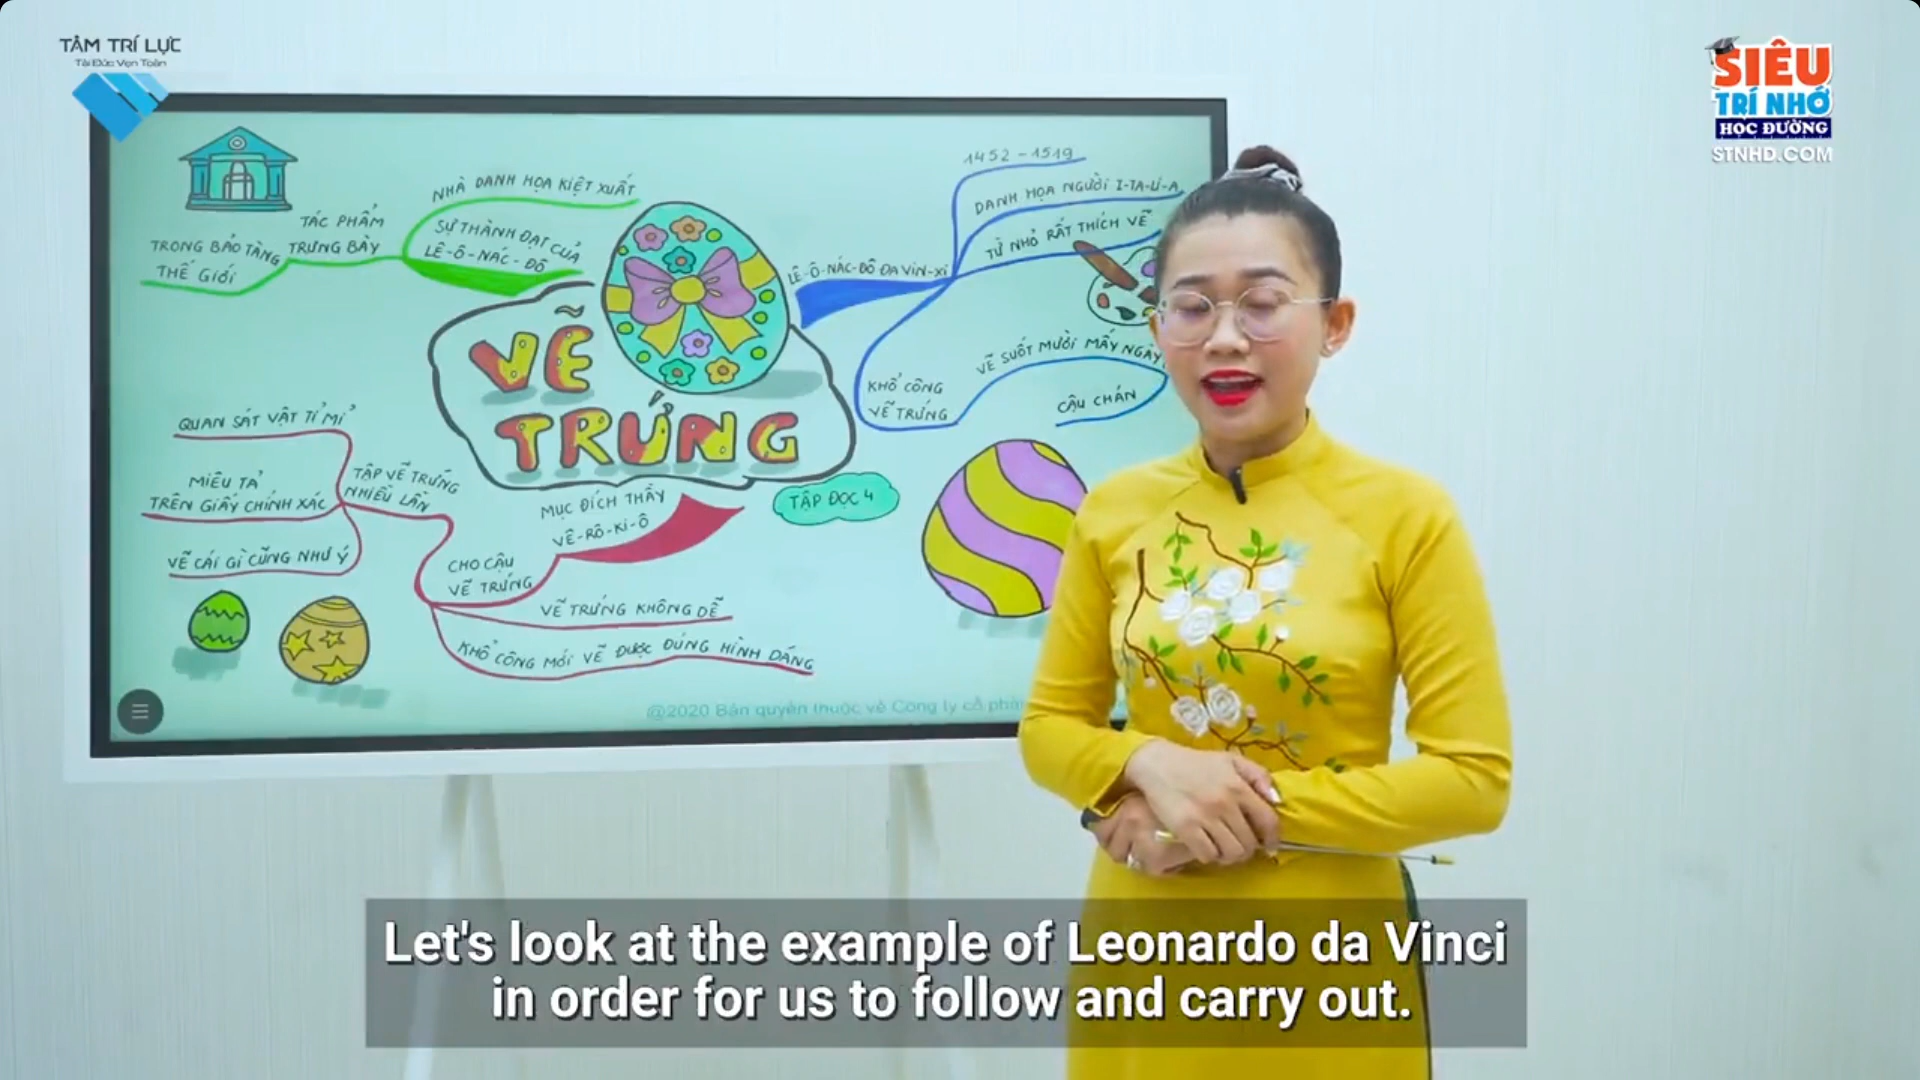 TÂM TRÍ LỰC
Tài Đức Vẹn Toàn
SIÊU
TRÍ NHỚ
HỌC ĐƯỜNG
STNHD.COM
NHÀ DANH HỌA KIỆT XUẤT
SỰ THÀNH ĐẠT CỦA
LÊ-Ô-NÁC-ĐÔ
TÁC PHẨM
TRƯNG BÀY
TRONG BẢO TÀNG
THẾ GIỚI
VẼ
TRỨNG
LÊ-Ô-NÁC-ĐÔ ĐA VIN-XI
1452 - 1519
DANH HỌA NGƯỜI I-TA-LI-A
TỪ NHỎ RẤT THÍCH VẼ
KHỔ CÔNG
VẼ TRỨNG
VẼ SUỐT MƯỜI MẤY NGÀY
CẬU CHÁN
TẬP ĐỌC 4
MỤC ĐÍCH THẦY
VÊ-RÔ-KI-Ô
CHO CẬU
VẼ TRỨNG
VẼ TRỨNG KHÔNG DỄ
KHỔ CÔNG MỚI VẼ ĐƯỢC ĐÚNG HÌNH DÁNG
TẬP VẼ TRỨNG
NHIỀU LẦN
QUAN SÁT VẬT TỈ MỈ
MIÊU TẢ
TRÊN GIẤY CHÍNH XÁC
VẼ CÁI GÌ CŨNG NHƯ Ý
@2020 Bản quyền thuộc về Công ty cổ phần
Let's look at the example of Leonardo da Vinci
in order for us to follow and carry out.